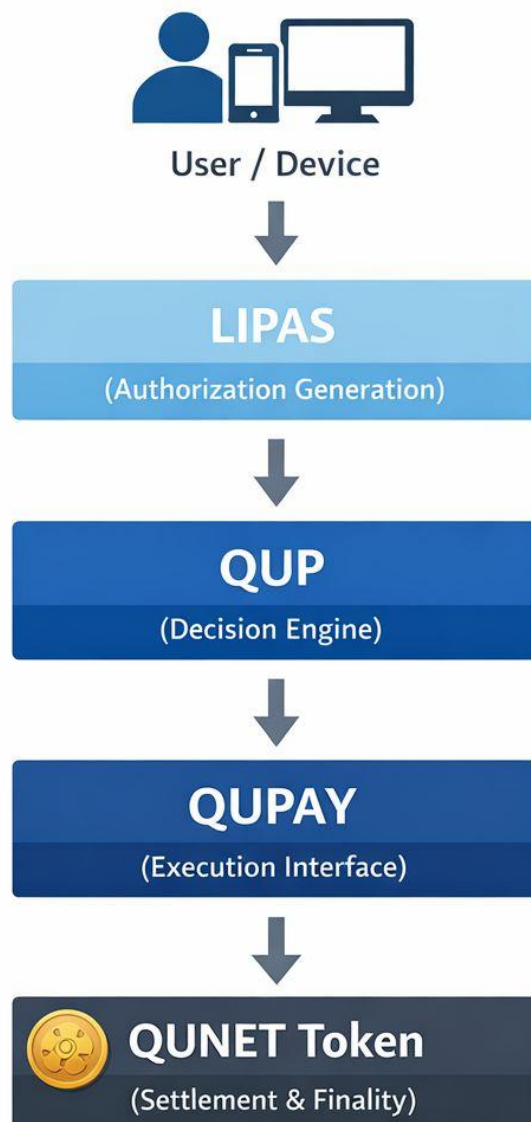 User / Device
LIPAS
(Authorization Generation)
QUP
(Decision Engine)
QUPAY
(Execution Interface)
QUNET Token
(Settlement & Finality)